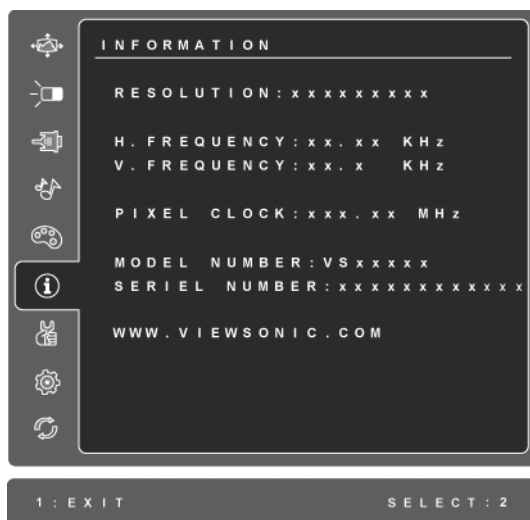 INFORMATION
RESOLUTION:xxxxxxxxx
H. FREQUENCY:xx.xx KHz
V. FREQUENCY:xx.x KHz
PIXEL CLOCK:xxx.xx MHz
MODEL NUMBER:VSxxxxx
SERIEL NUMBER:xxxxxxxxxxxx
WWW.VIEWSONIC.COM
1:EXIT SELECT:2